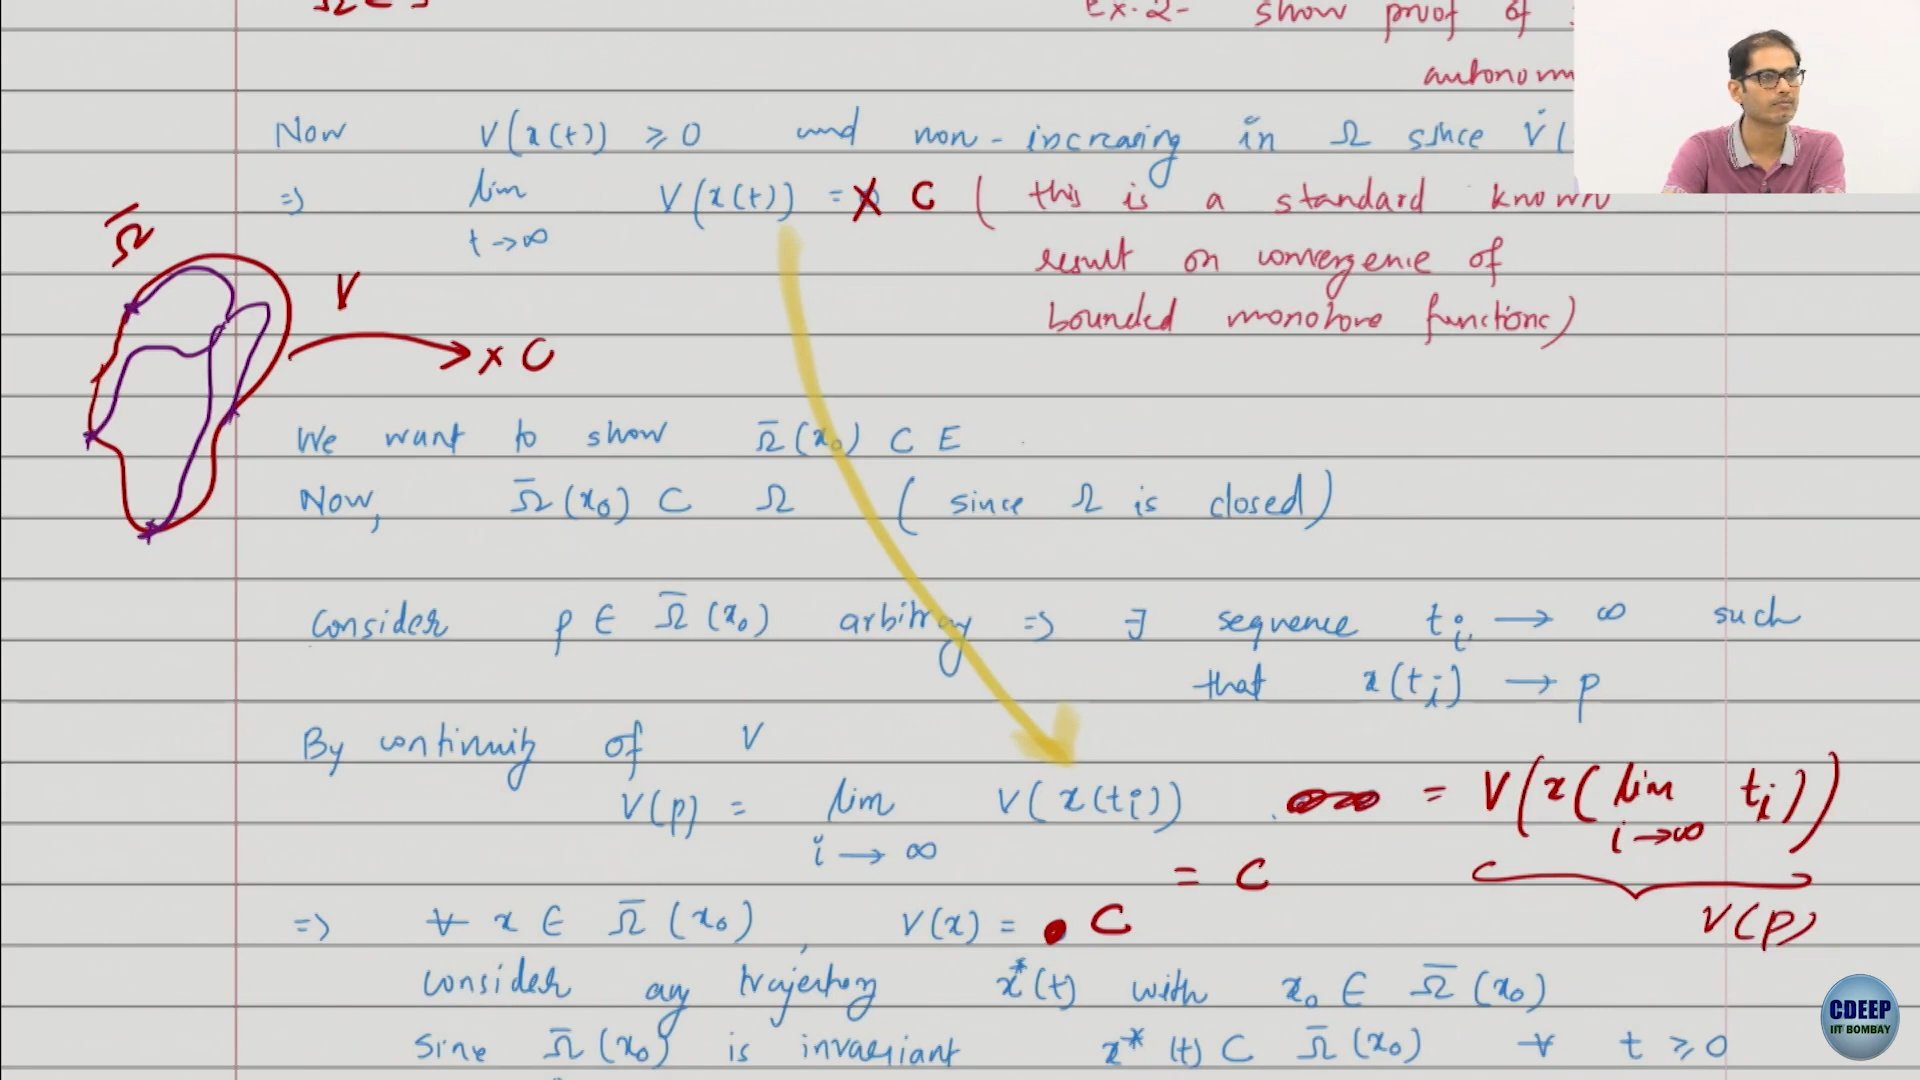 Ex. 2 - show proof of
autonom
Now V(x(t)) ≥ 0 and non-increasing in Ω since V̇(
⇒ lim t→∞ V(x(t)) = C ( this is a standard known
result on convergence of
bounded monotone functions)
Ω̄
V
× C
We want to show Ω̄(x₀) ⊂ E
Now, Ω̄(x₀) ⊂ Ω ( since Ω is closed)
Consider p ∈ Ω̄(x₀) arbitray ⇒ ∃ sequence tᵢ → ∞ such
that x(tᵢ) → p
By continuity of V
V(p) = lim i→∞ V(x(tᵢ)) = V(x(lim i→∞ tᵢ))
= C
V(p)
⇒ ∀ x ∈ Ω̄(x₀), V(x) = C
consider any trajectory x*(t) with x₀ ∈ Ω̄(x₀)
Sine Ω̄(x₀) is invariant x*(t) ⊂ Ω̄(x₀) ∀ t ≥ 0
CDEEP
IIT BOMBAY